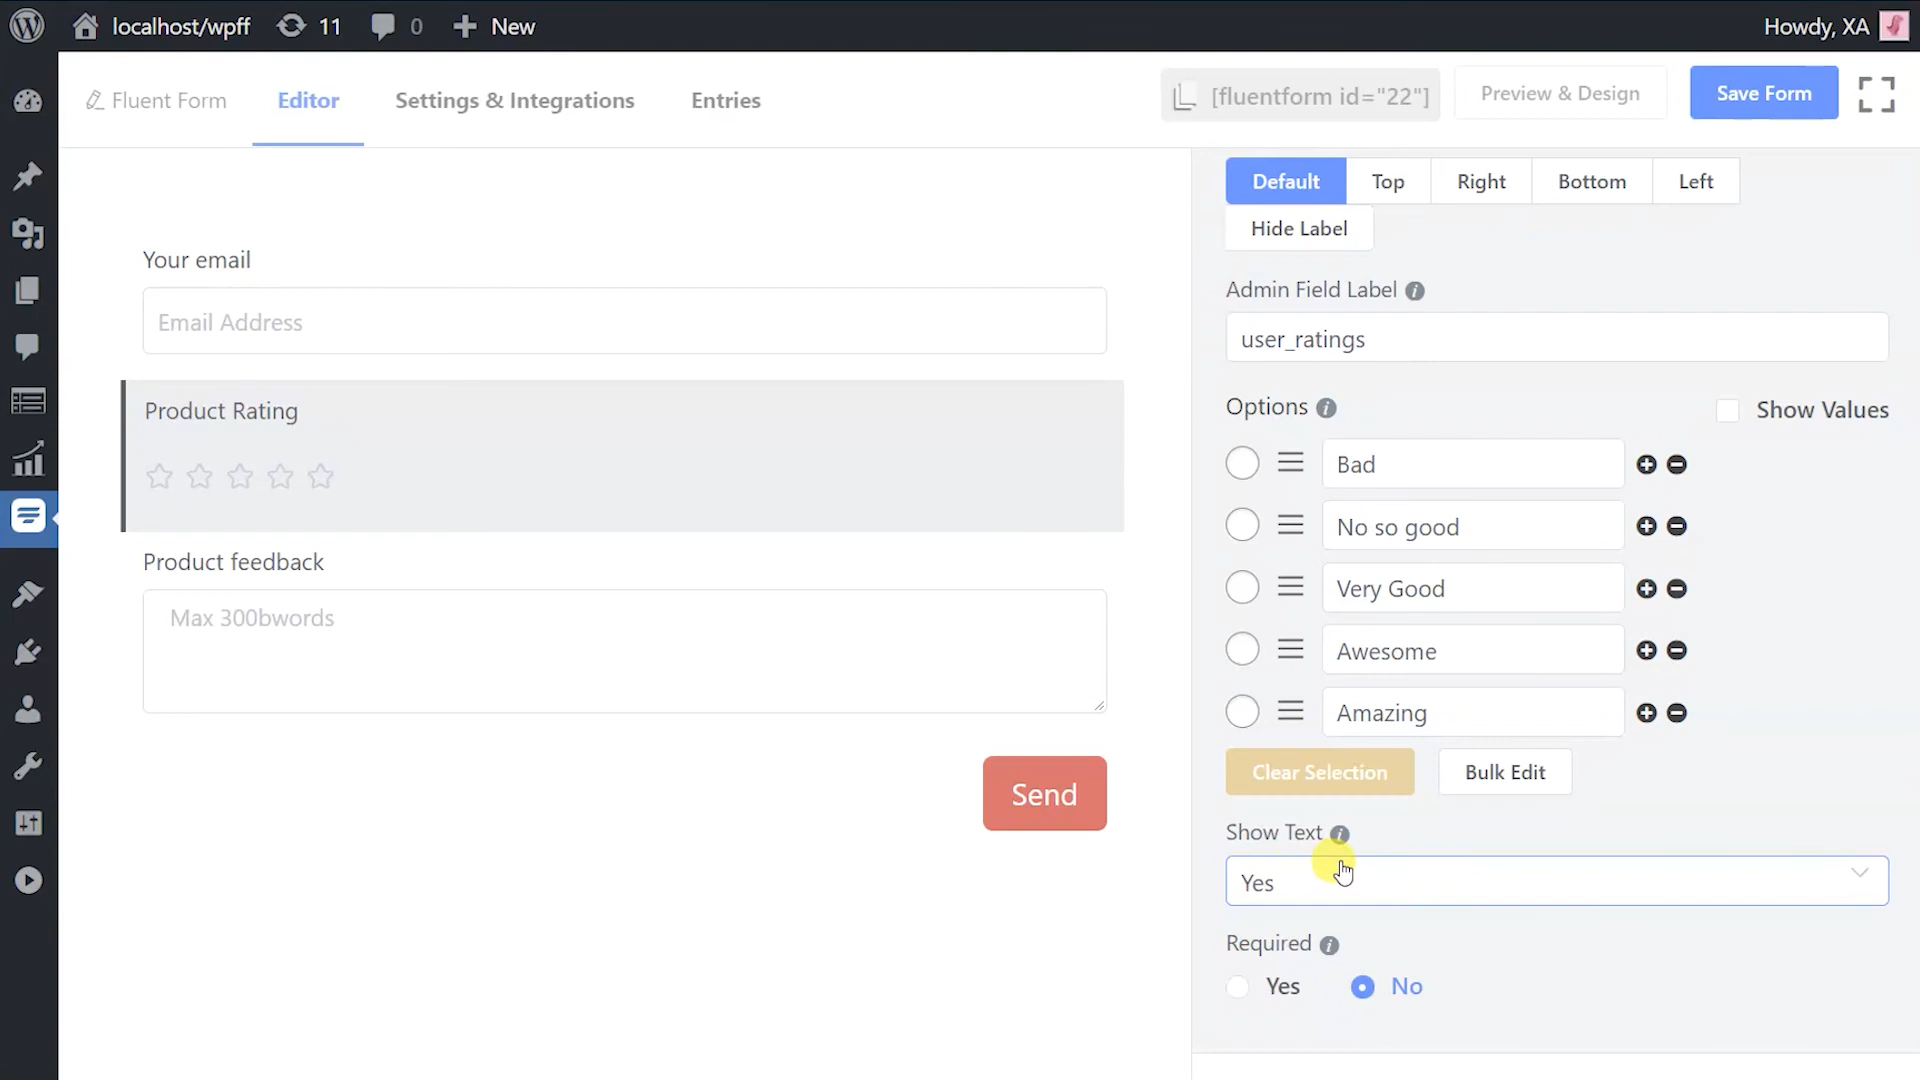 localhost/wpff 11 0 New Howdy, XA
Fluent Form Editor Settings & Integrations Entries [fluentform id="22"] Preview & Design Save Form
Default Top Right Bottom Left
Hide Label
Your email
Email Address
Product Rating
Product feedback
Max 300bwords
Send
Admin Field Label
user_ratings
Options Show Values
Bad
No so good
Very Good
Awesome
Amazing
Clear Selection Bulk Edit
Show Text
Yes
Required
Yes No